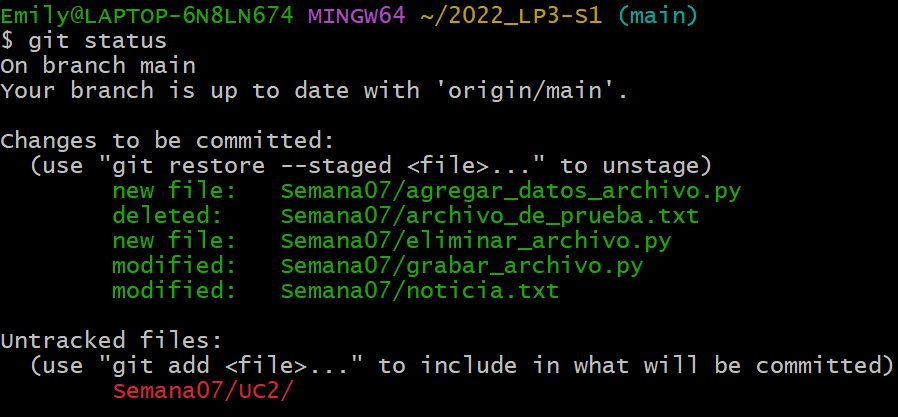 Emily@LAPTOP-6N8LN674 MINGW64 ~/2022_LP3-S1 (main)
$ git status
On branch main
Your branch is up to date with 'origin/main'.
Changes to be committed:
(use "git restore --staged <file>..." to unstage)
new file: Semana07/agregar_datos_archivo.py
deleted: Semana07/archivo_de_prueba.txt
new file: Semana07/eliminar_archivo.py
modified: Semana07/grabar_archivo.py
modified: Semana07/noticia.txt
Untracked files:
(use "git add <file>..." to include in what will be committed)
Semana07/UC2/